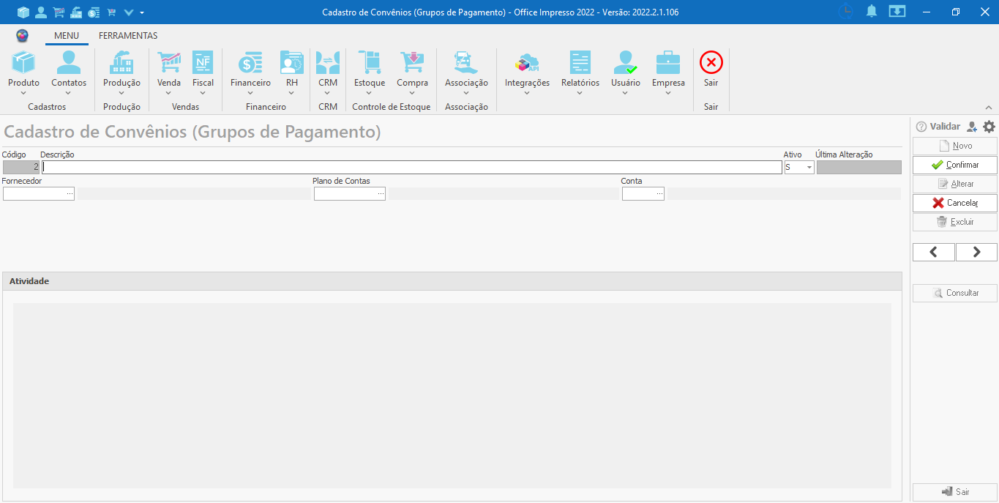 Cadastro de Convênios (Grupos de Pagamento) - Office Impresso 2022 - Versão: 2022.2.1.106
MENU FERRAMENTAS
NF API
Produto Contatos Produção Venda Fiscal Financeiro RH CRM Estoque Compra Associação Integrações Relatórios Usuário Empresa Sair
Cadastros Produção Vendas Financeiro CRM Controle de Estoque Associação Sair
Cadastro de Convênios (Grupos de Pagamento)
Validar
Código Descrição Ativo Última Alteração
2 S
Fornecedor Plano de Contas Conta
Novo
Confirmar
Alterar
Cancelar
Excluir
Atividade
Consultar
Sair